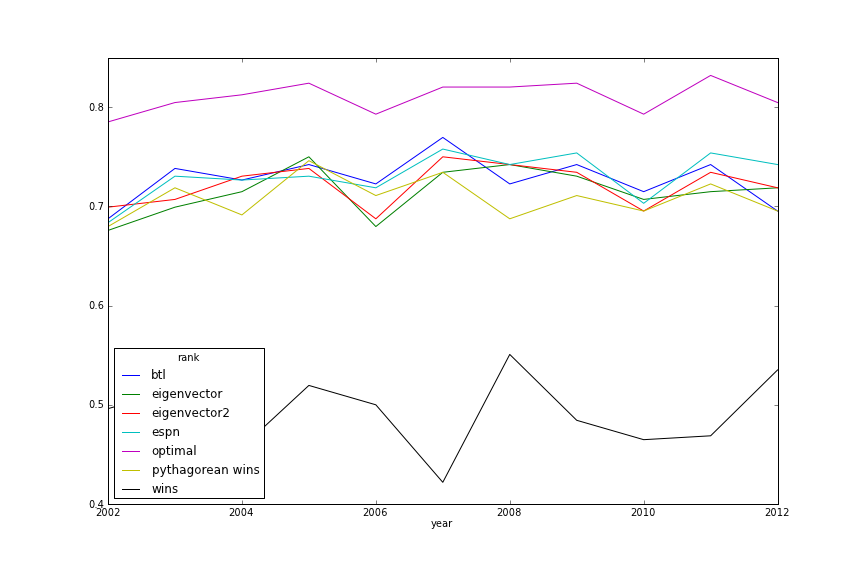 0.8
0.7
0.6
0.5
0.4
rank
btl
eigenvector
eigenvector2
espn
optimal
pythagorean wins
wins
2002 2004 2006 2008 2010 2012
year